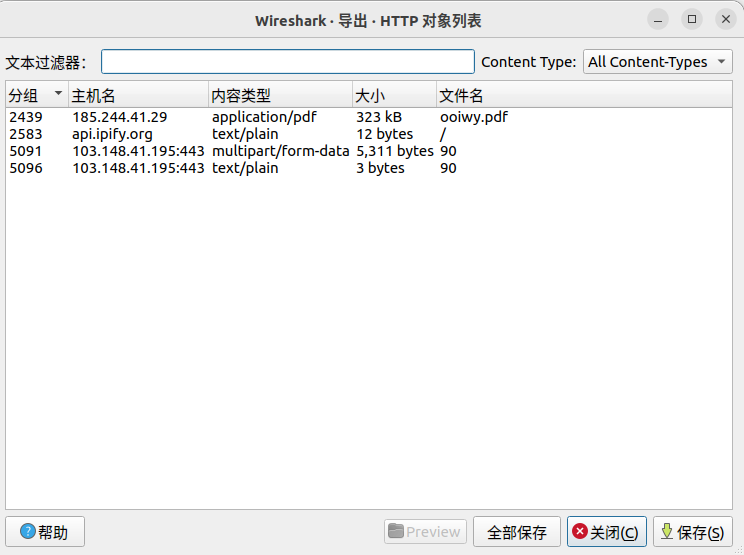 Wireshark · 导出 · HTTP 对象列表
文本过滤器： Content Type: All Content-Types
分组 主机名 内容类型 大小 文件名
2439 185.244.41.29 application/pdf 323 kB ooiwy.pdf
2583 api.ipify.org text/plain 12 bytes /
5091 103.148.41.195:443 multipart/form-data 5,311 bytes 90
5096 103.148.41.195:443 text/plain 3 bytes 90
帮助 Preview 全部保存 关闭(C) 保存(S)